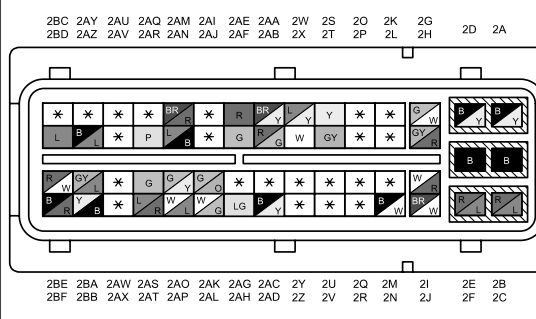 2BC 2AY 2AU 2AQ 2AM 2AI 2AE 2AA 2W 2S 2O 2K 2G
2BD 2AZ 2AV 2AR 2AN 2AJ 2AF 2AB 2X 2T 2P 2L 2H 2D 2A
* * * * BR R * R BR Y L Y Y * * G W B Y B Y
L B L * P L B * G R G W GY * * GY R
B B
R W GY L * G G Y G O * * * * * * W R
B R Y B * L R W L W G LG B Y * * * B W BR W R L R L
2BE 2BA 2AW 2AS 2AO 2AK 2AG 2AC 2Y 2U 2Q 2M 2I 2E 2B
2BF 2BB 2AX 2AT 2AP 2AL 2AH 2AD 2Z 2V 2R 2N 2J 2F 2C